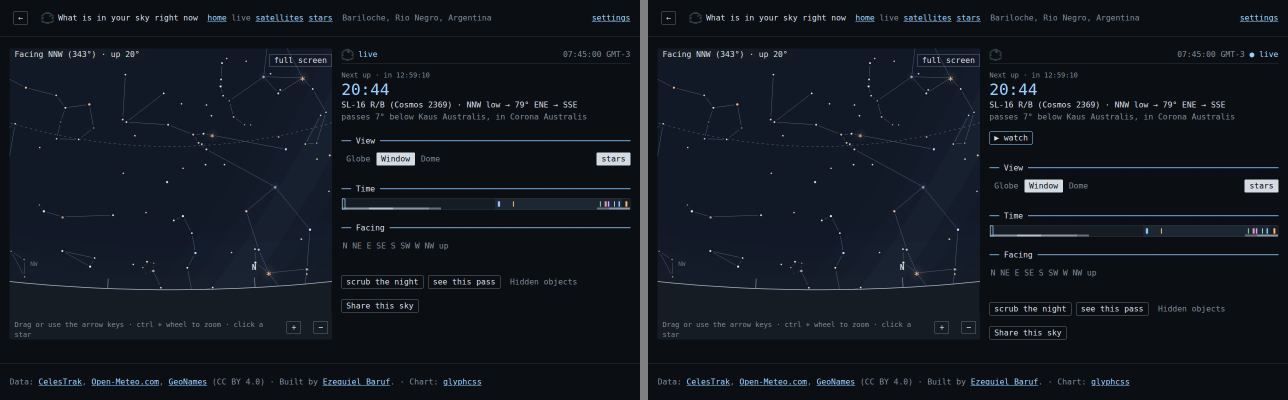 ← What is in your sky right now home live satellites stars Bariloche, Rio Negro, Argentina settings
Facing NNW (343°) · up 20°
full screen
NW
N
Drag or use the arrow keys · ctrl + wheel to zoom · click a
star
+ −
live 07:45:00 GMT-3
Next up · in 12:59:10
20:44
SL-16 R/B (Cosmos 2369) · NNW low → 79° ENE → SSE
passes 7° below Kaus Australis, in Corona Australis
View
Globe Window Dome stars
Time
Facing
N NE E SE S SW W NW up
scrub the night see this pass Hidden objects
Share this sky
Data: CelesTrak, Open-Meteo.com, GeoNames (CC BY 4.0) · Built by Ezequiel Baruf. · Chart: glyphcss
← What is in your sky right now home live satellites stars Bariloche, Rio Negro, Argentina settings
Facing NNW (343°) · up 20°
full screen
NW
N
Drag or use the arrow keys · ctrl + wheel to zoom · click a
star
+ −
07:45:00 GMT-3 ● live
Next up · in 12:59:10
20:44
SL-16 R/B (Cosmos 2369) · NNW low → 79° ENE → SSE
passes 7° below Kaus Australis, in Corona Australis
▶ watch
View
Globe Window Dome stars
Time
Facing
N NE E SE S SW W NW up
scrub the night see this pass Hidden objects
Share this sky
Data: CelesTrak, Open-Meteo.com, GeoNames (CC BY 4.0) · Built by Ezequiel Baruf. · Chart: glyphcss